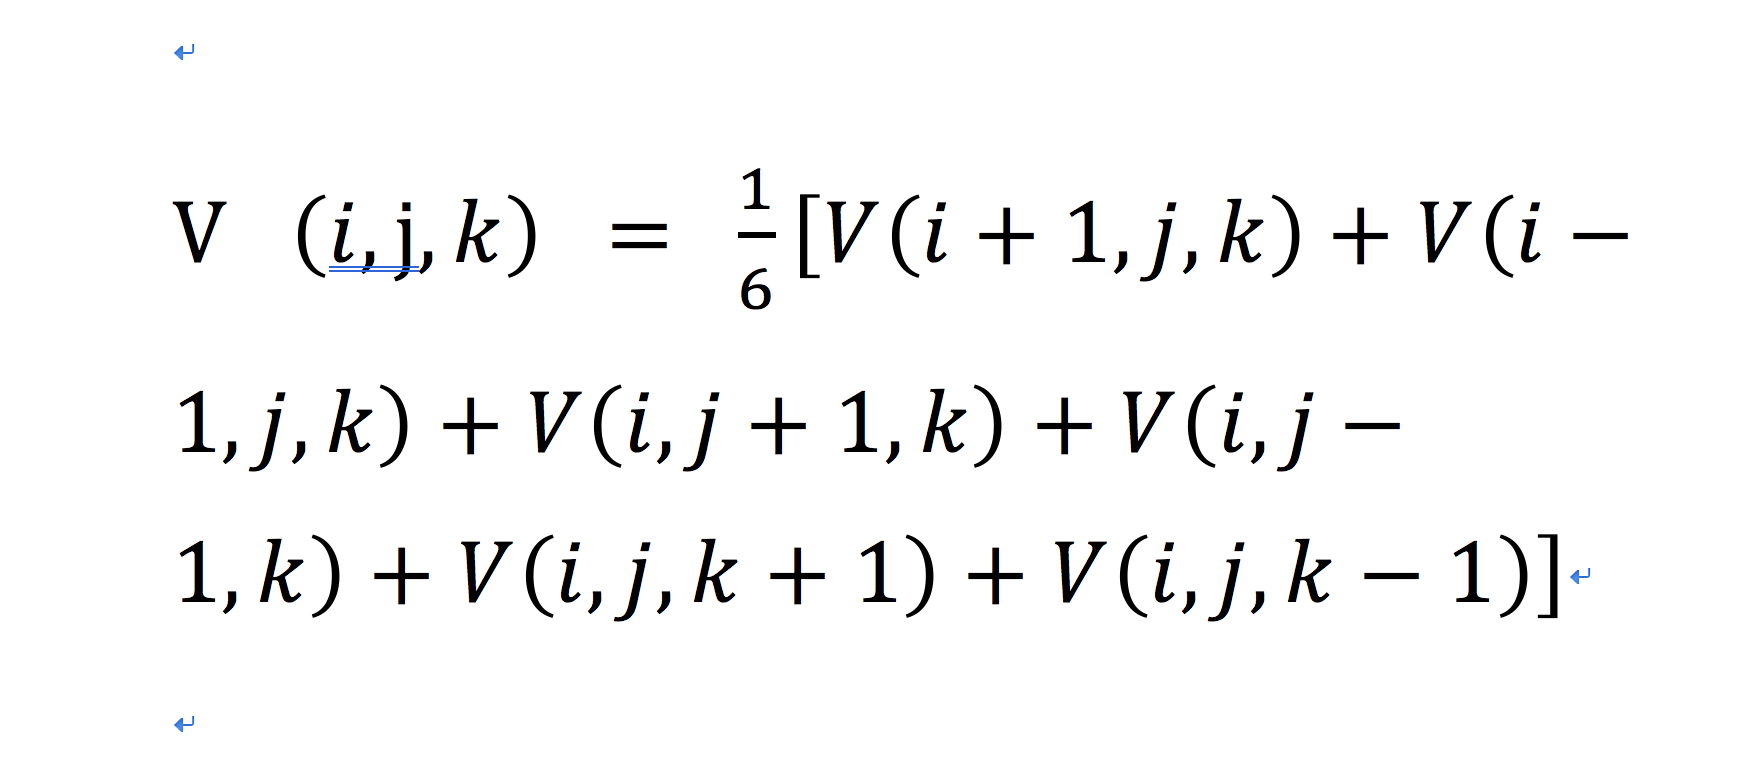 V (i,j,k) = 1/6 [V(i + 1,j,k) + V(i −
1,j,k) + V(i,j + 1,k) + V(i,j −
1,k) + V(i,j,k + 1) + V(i,j,k − 1)]